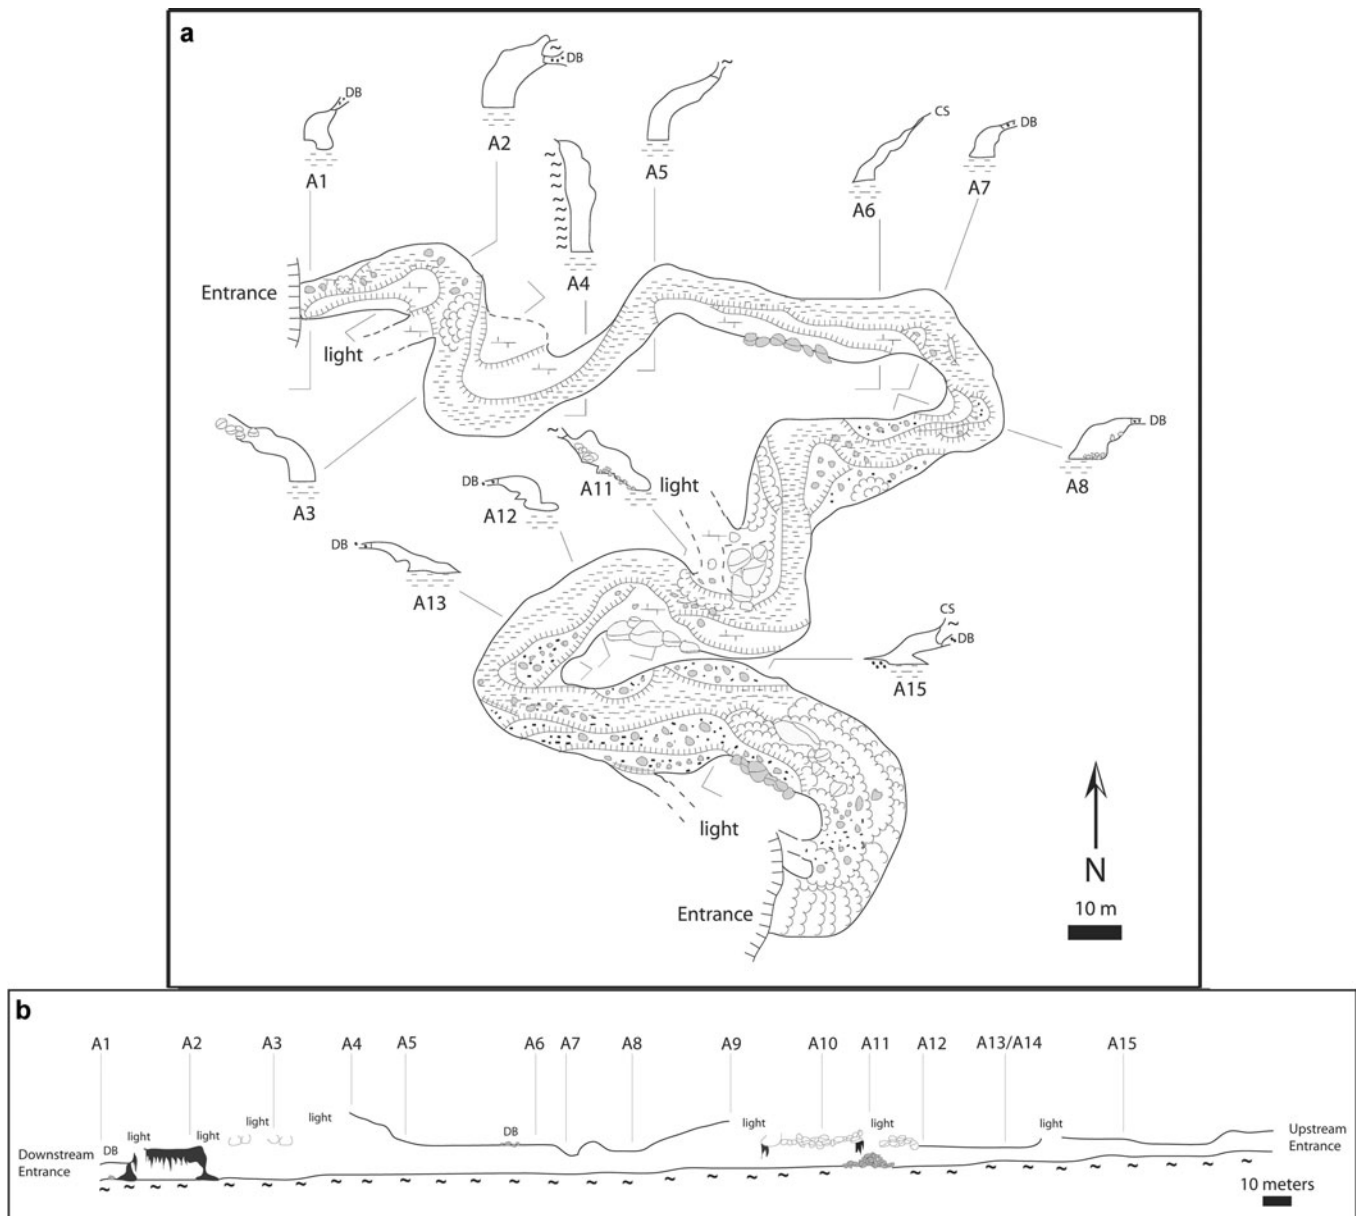 a
DB
A1
~
DB
A2
~
A5
CS
A6
DB
A7
~
~
~
~
~
~
~
~
~
A4
Entrance
light
A3
DB
A12
~
A11
light
DB
A8
DB
A13
CS
~
DB
A15
light
Entrance
N
10 m
b
A1 A2 A3 A4 A5 A6 A7 A8 A9 A10 A11 A12 A13/A14 A15
light light light light light light light
DB DB
Downstream
Entrance
Upstream
Entrance
10 meters